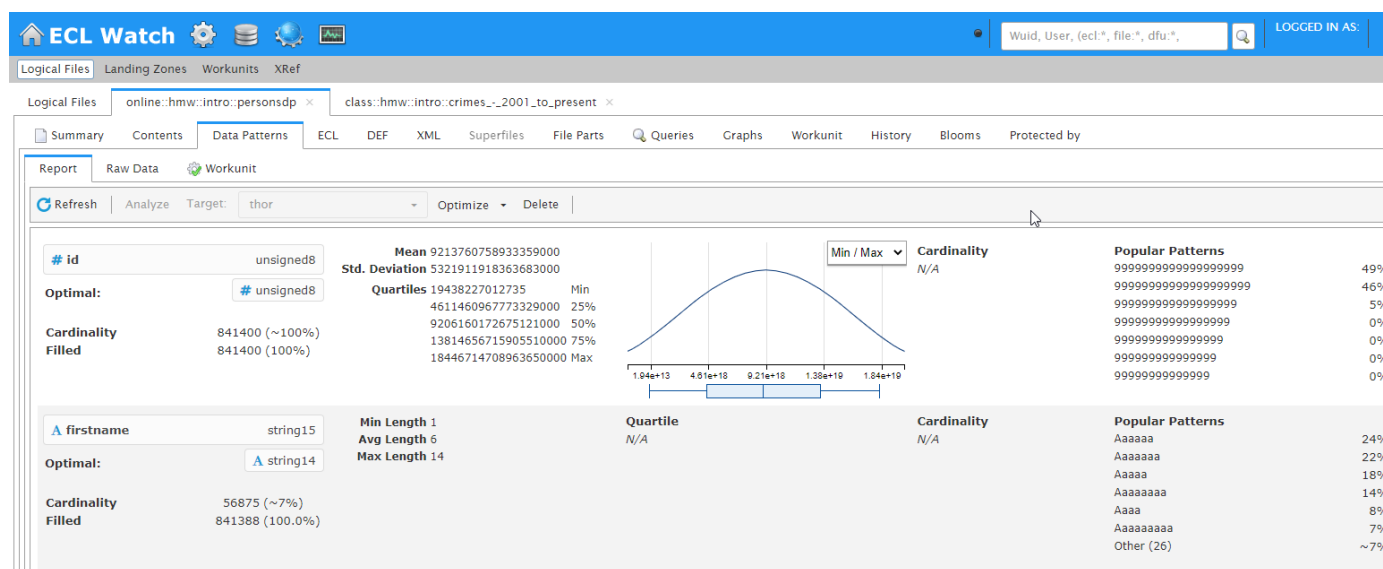 ECL Watch
Wuid, User, (ecl:*, file:*, dfu:*,
LOGGED IN AS:
Logical Files Landing Zones Workunits XRef
Logical Files online::hmw::intro::personsdp × class::hmw::intro::crimes_-_2001_to_present ×
Summary Contents Data Patterns ECL DEF XML Superfiles File Parts Queries Graphs Workunit History Blooms Protected by
Report Raw Data Workunit
Refresh Analyze Target: thor Optimize Delete
# id unsigned8
Optimal: # unsigned8
Cardinality 841400 (~100%)
Filled 841400 (100%)
Mean 9213760758933359000
Std. Deviation 5321911918363683000
Quartiles 19438227012735 Min
4611460967773329000 25%
9206160172675121000 50%
13814656715905510000 75%
18446714708963650000 Max
Min / Max
1.94e+13 4.61e+18 9.21e+18 1.38e+19 1.84e+19
Cardinality
N/A
Popular Patterns
9999999999999999999 49%
99999999999999999999 46%
999999999999999999 5%
99999999999999999 0%
9999999999999999 0%
999999999999999 0%
99999999999999 0%
A firstname string15
Optimal: A string14
Cardinality 56875 (~7%)
Filled 841388 (100.0%)
Min Length 1
Avg Length 6
Max Length 14
Quartile
N/A
Cardinality
N/A
Popular Patterns
Aaaaaa 24%
Aaaaaaa 22%
Aaaaa 18%
Aaaaaaaa 14%
Aaaa 8%
Aaaaaaaaa 7%
Other (26) ~7%